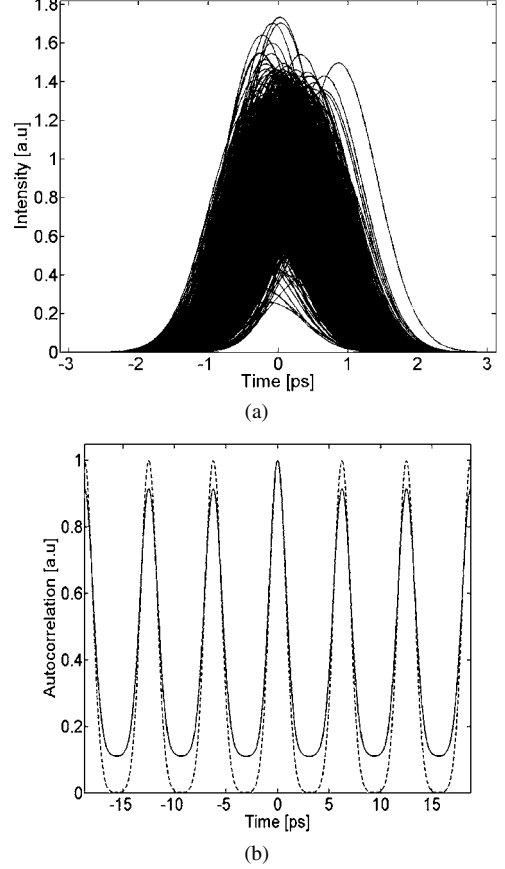 1.8
1.6
1.4
1.2
1
0.8
0.6
0.4
0.2
0
Intensity [a.u]
-3 -2 -1 0 1 2 3
Time [ps]
(a)
1
0.8
0.6
0.4
0.2
0
Autocorrelation [a.u]
-15 -10 -5 0 5 10 15
Time [ps]
(b)